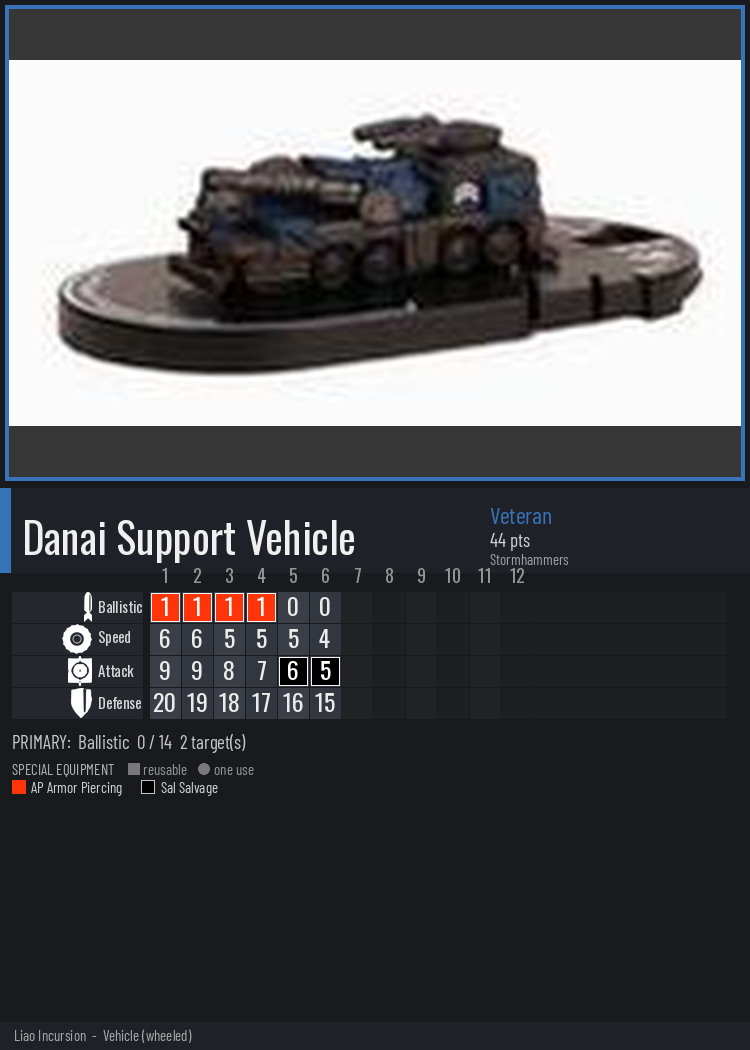 Danai Support Vehicle
Veteran
44 pts
Stormhammers
1 2 3 4 5 6 7 8 9 10 11 12
Ballistic 1 1 1 1 0 0
Speed 6 6 5 5 5 4
Attack 9 9 8 7 6 5
Defense 20 19 18 17 16 15
PRIMARY: Ballistic 0 / 14 2 target(s)
SPECIAL EQUIPMENT reusable one use
AP Armor Piercing Sal Salvage
Liao Incursion - Vehicle (wheeled)